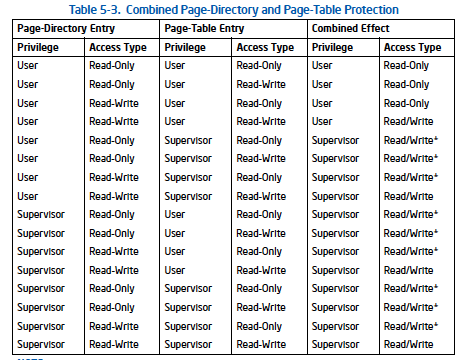 Table 5-3. Combined Page-Directory and Page-Table Protection
Page-Directory Entry Page-Table Entry Combined Effect
Privilege Access Type Privilege Access Type Privilege Access Type
User Read-Only User Read-Only User Read-Only
User Read-Only User Read-Write User Read-Only
User Read-Write User Read-Only User Read-Only
User Read-Write User Read-Write User Read/Write
User Read-Only Supervisor Read-Only Supervisor Read/Write*
User Read-Only Supervisor Read-Write Supervisor Read/Write*
User Read-Write Supervisor Read-Only Supervisor Read/Write*
User Read-Write Supervisor Read-Write Supervisor Read/Write
Supervisor Read-Only User Read-Only Supervisor Read/Write*
Supervisor Read-Only User Read-Write Supervisor Read/Write*
Supervisor Read-Write User Read-Only Supervisor Read/Write*
Supervisor Read-Write User Read-Write Supervisor Read/Write
Supervisor Read-Only Supervisor Read-Only Supervisor Read/Write*
Supervisor Read-Only Supervisor Read-Write Supervisor Read/Write*
Supervisor Read-Write Supervisor Read-Only Supervisor Read/Write*
Supervisor Read-Write Supervisor Read-Write Supervisor Read/Write